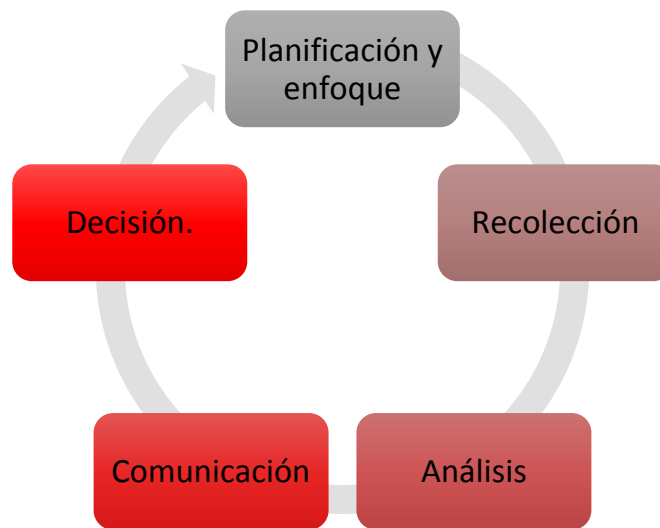 Planificación y
enfoque
Recolección
Análisis
Comunicación
Decisión.